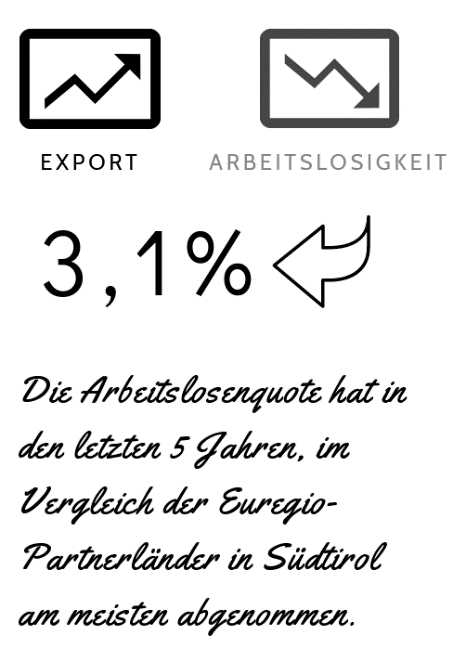 EXPORT
ARBEITSLOSIGKEIT
3,1%
Die Arbeitslosenquote hat in
den letzten 5 Jahren, im
Vergleich der Euregio-
Partnerländer in Südtirol
am meisten abgenommen.